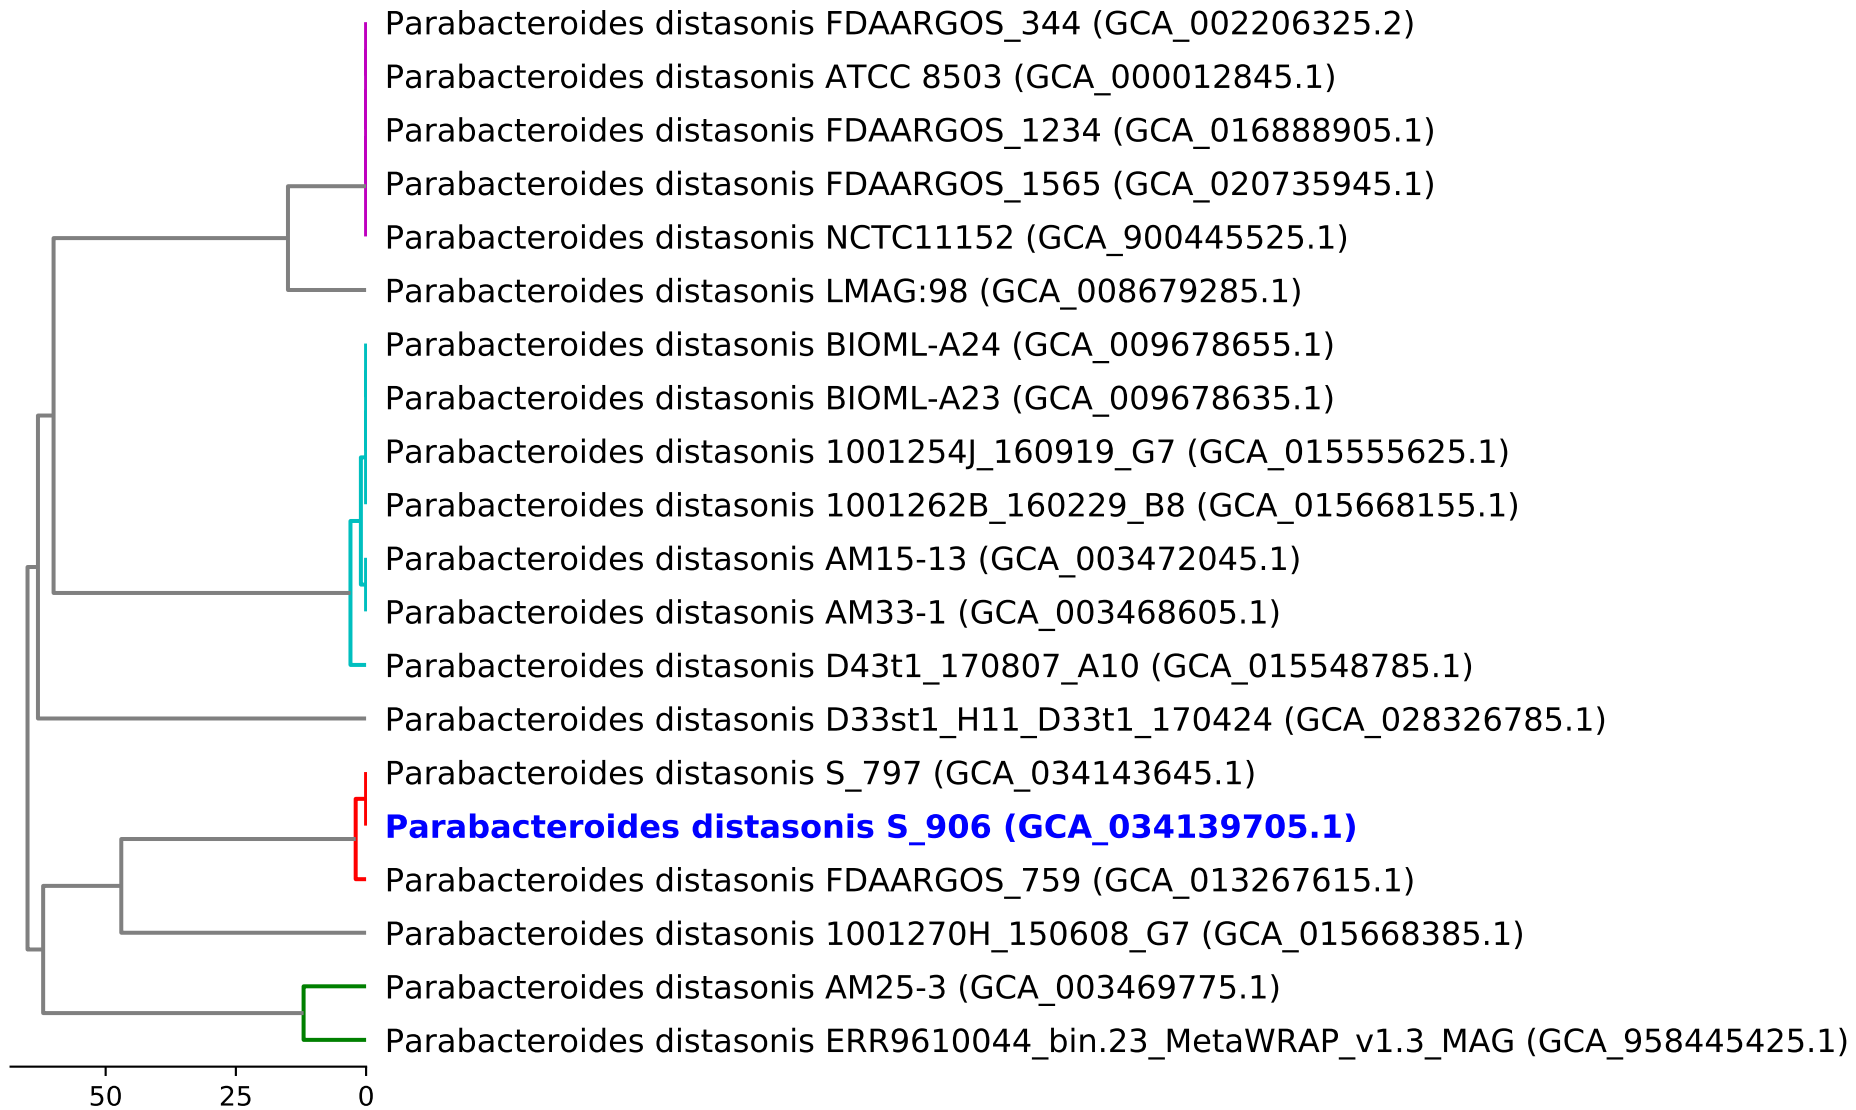 Parabacteroides distasonis FDAARGOS_344 (GCA_002206325.2)
Parabacteroides distasonis ATCC 8503 (GCA_000012845.1)
Parabacteroides distasonis FDAARGOS_1234 (GCA_016888905.1)
Parabacteroides distasonis FDAARGOS_1565 (GCA_020735945.1)
Parabacteroides distasonis NCTC11152 (GCA_900445525.1)
Parabacteroides distasonis LMAG:98 (GCA_008679285.1)
Parabacteroides distasonis BIOML-A24 (GCA_009678655.1)
Parabacteroides distasonis BIOML-A23 (GCA_009678635.1)
Parabacteroides distasonis 1001254J_160919_G7 (GCA_015555625.1)
Parabacteroides distasonis 1001262B_160229_B8 (GCA_015668155.1)
Parabacteroides distasonis AM15-13 (GCA_003472045.1)
Parabacteroides distasonis AM33-1 (GCA_003468605.1)
Parabacteroides distasonis D43t1_170807_A10 (GCA_015548785.1)
Parabacteroides distasonis D33st1_H11_D33t1_170424 (GCA_028326785.1)
Parabacteroides distasonis S_797 (GCA_034143645.1)
Parabacteroides distasonis S_906 (GCA_034139705.1)
Parabacteroides distasonis FDAARGOS_759 (GCA_013267615.1)
Parabacteroides distasonis 1001270H_150608_G7 (GCA_015668385.1)
Parabacteroides distasonis AM25-3 (GCA_003469775.1)
Parabacteroides distasonis ERR9610044_bin.23_MetaWRAP_v1.3_MAG (GCA_958445425.1)
50 25 0